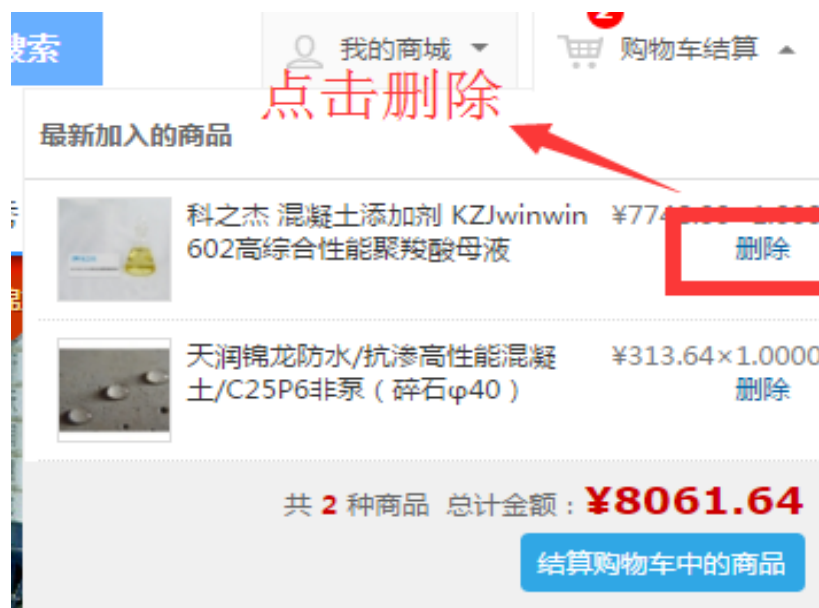 搜索
我的商城
2
购物车结算
点击删除
最新加入的商品
科之杰 混凝土添加剂 KZJwinwin
602高综合性能聚羧酸母液
删除
天润锦龙防水/抗渗高性能混凝
土/C25P6非泵（碎石φ40）
¥313.64×1.0000
删除
共 2 种商品 总计金额：¥8061.64
结算购物车中的商品